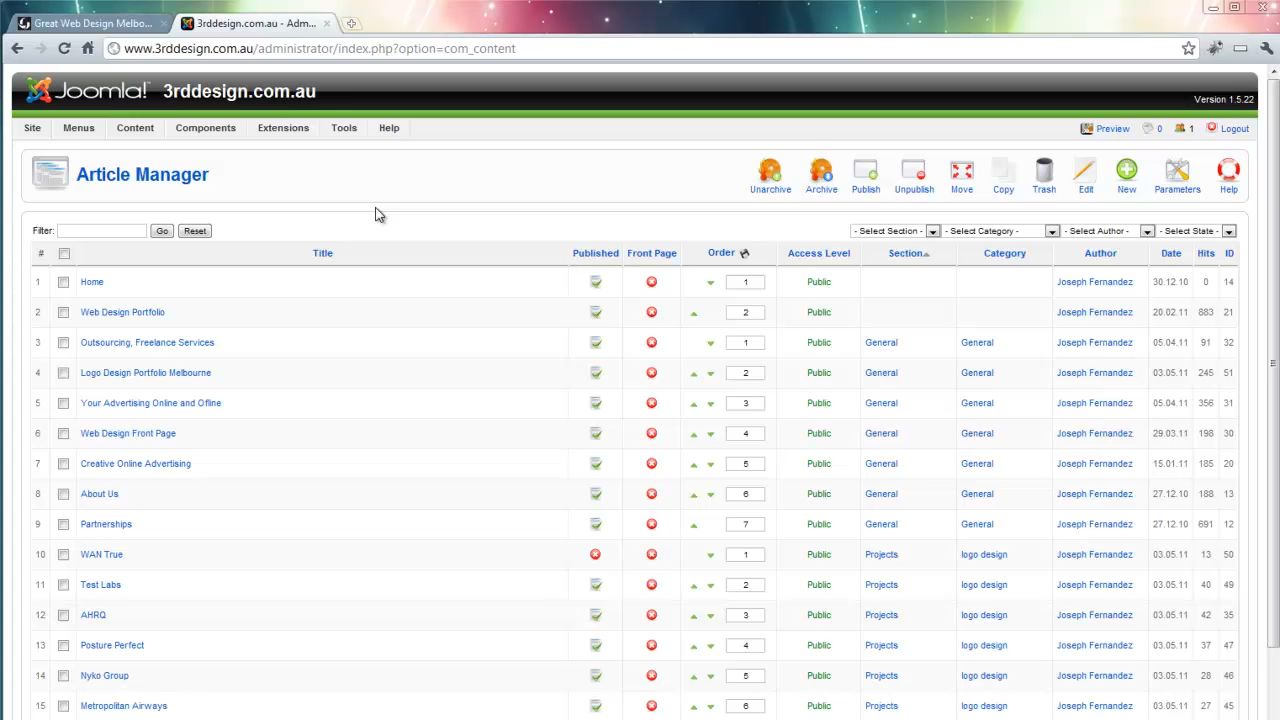 Great Web Design Melbo...
3rddesign.com.au - Adm...
www.3rddesign.com.au/administrator/index.php?option=com_content
Joomla! 3rddesign.com.au
Version 1.5.22
Site Menus Content Components Extensions Tools Help Preview 0 1 Logout
Article Manager
Unarchive Archive Publish Unpublish Move Copy Trash Edit New Parameters Help
Filter: Go Reset - Select Section - - Select Category - - Select Author - - Select State -
# Title Published Front Page Order Access Level Section Category Author Date Hits ID
1 Home 1 Public Joseph Fernandez 30.12.10 0 14
2 Web Design Portfolio 2 Public Joseph Fernandez 20.02.11 883 21
3 Outsourcing, Freelance Services 1 Public General General Joseph Fernandez 05.04.11 91 32
4 Logo Design Portfolio Melbourne 2 Public General General Joseph Fernandez 03.05.11 245 51
5 Your Advertising Online and Ofline 3 Public General General Joseph Fernandez 05.04.11 356 31
6 Web Design Front Page 4 Public General General Joseph Fernandez 29.03.11 198 30
7 Creative Online Advertising 5 Public General General Joseph Fernandez 15.01.11 185 20
8 About Us 6 Public General General Joseph Fernandez 27.12.10 188 13
9 Partnerships 7 Public General General Joseph Fernandez 27.12.10 691 12
10 WAN True 1 Public Projects logo design Joseph Fernandez 03.05.11 13 50
11 Test Labs 2 Public Projects logo design Joseph Fernandez 03.05.11 40 49
12 AHRQ 3 Public Projects logo design Joseph Fernandez 03.05.11 42 35
13 Posture Perfect 4 Public Projects logo design Joseph Fernandez 03.05.11 37 47
14 Nyko Group 5 Public Projects logo design Joseph Fernandez 03.05.11 28 46
15 Metropolitan Airways 6 Public Projects logo design Joseph Fernandez 03.05.11 27 45